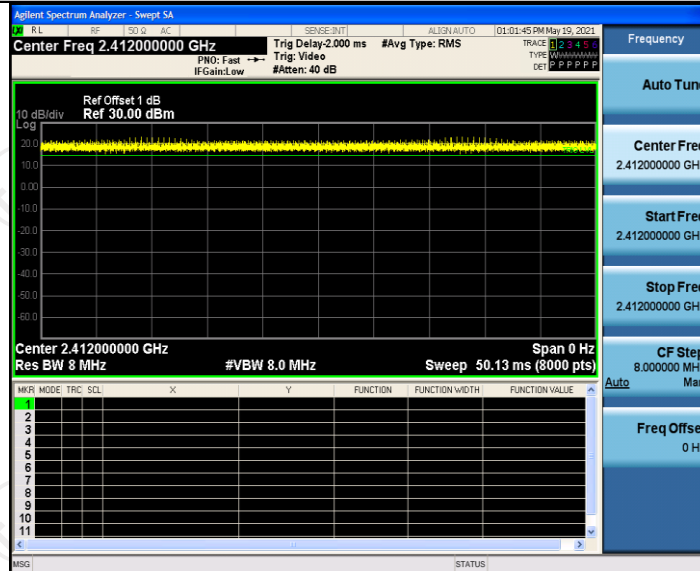 Agilent Spectrum Analyzer - Swept SA
RL RF 50 Ω AC SENSE:INT ALIGN AUTO 01:01:45 PM May 19, 2021
Center Freq 2.412000000 GHz
PNO: Fast
IFGain:Low
Trig Delay-2.000 ms
Trig: Video
#Atten: 40 dB
#Avg Type: RMS
TRACE 1 2 3 4 5 6
TYPE WWWWWW
DET P P P P P P
Ref Offset 1 dB
10 dB/div Ref 30.00 dBm
Log
20.0
10.0
0.00
-10.0
-20.0
-30.0
-40.0
-50.0
-60.0
Center 2.412000000 GHz Span 0 Hz
Res BW 8 MHz #VBW 8.0 MHz Sweep 50.13 ms (8000 pts)
MKR MODE TRC SCL X Y FUNCTION FUNCTION WIDTH FUNCTION VALUE
1
2
3
4
5
6
7
8
9
10
11
MSG STATUS
Frequency
Auto Tun
Center Fre
2.412000000 GH
Start Fre
2.412000000 GH
Stop Fre
2.412000000 GH
CF Step
8.000000 MH
Auto Ma
Freq Offse
0 H